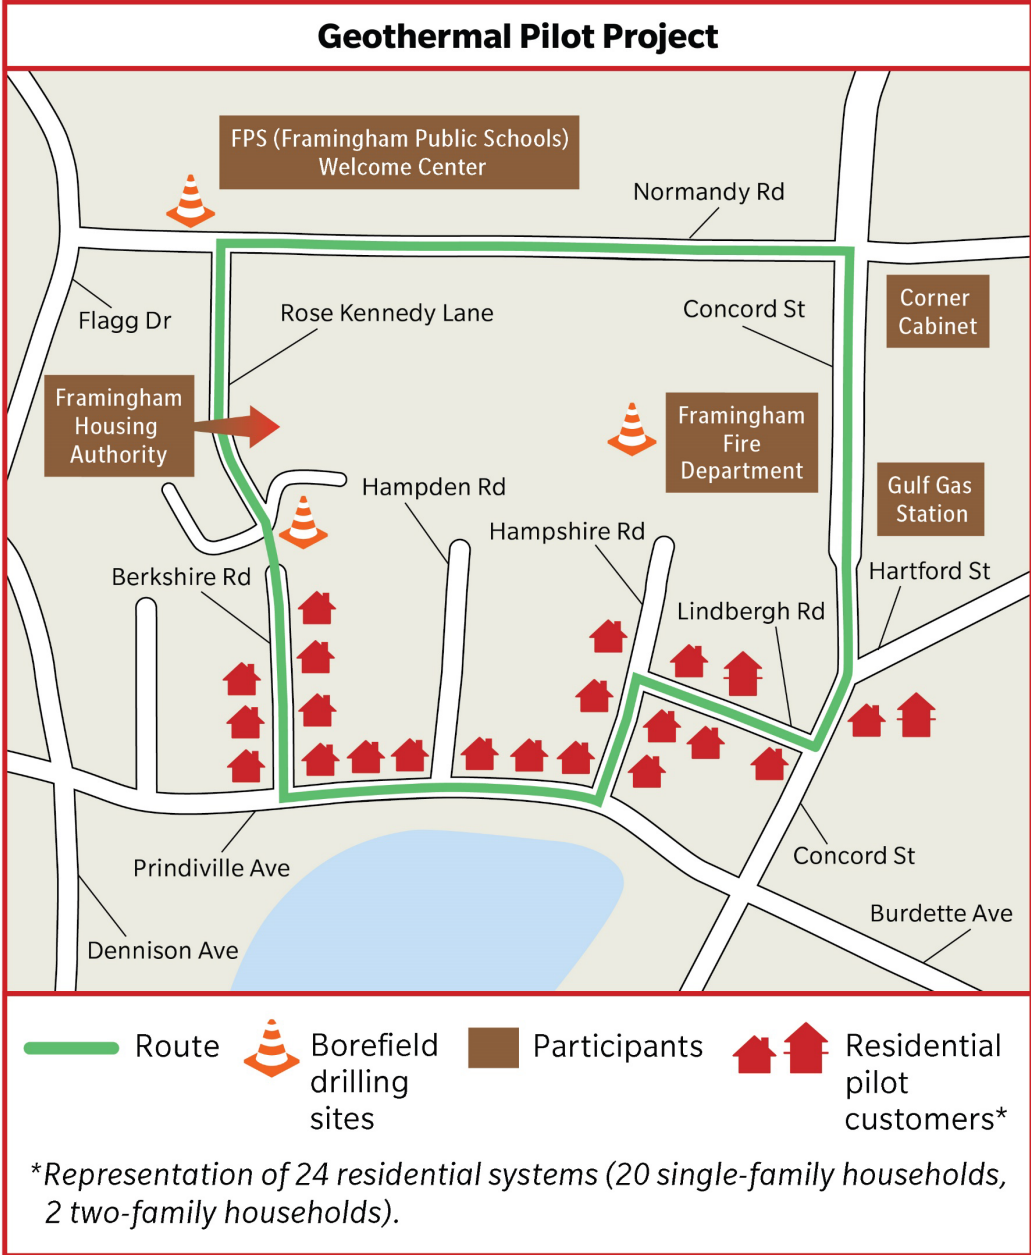 Geothermal Pilot Project
FPS (Framingham Public Schools)
Welcome Center
Normandy Rd
Flagg Dr
Rose Kennedy Lane
Concord St
Corner
Cabinet
Framingham
Housing
Authority
Framingham
Fire
Department
Gulf Gas
Station
Hampden Rd
Hampshire Rd
Berkshire Rd
Hartford St
Lindbergh Rd
Prindiville Ave
Concord St
Burdette Ave
Dennison Ave
Route
Borefield
drilling
sites
Participants
Residential
pilot
customers*
*Representation of 24 residential systems (20 single-family households,
2 two-family households).